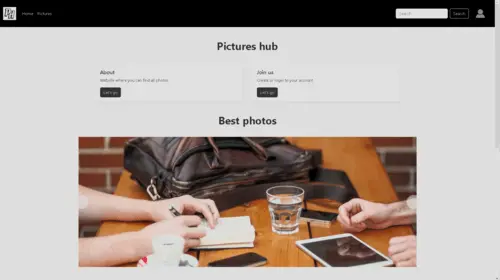 Home Pictures
Search
Search
Pictures hub
About
Website where you can find all photos
Let's go
Join us
Create or login to your account
Let's go
Best photos